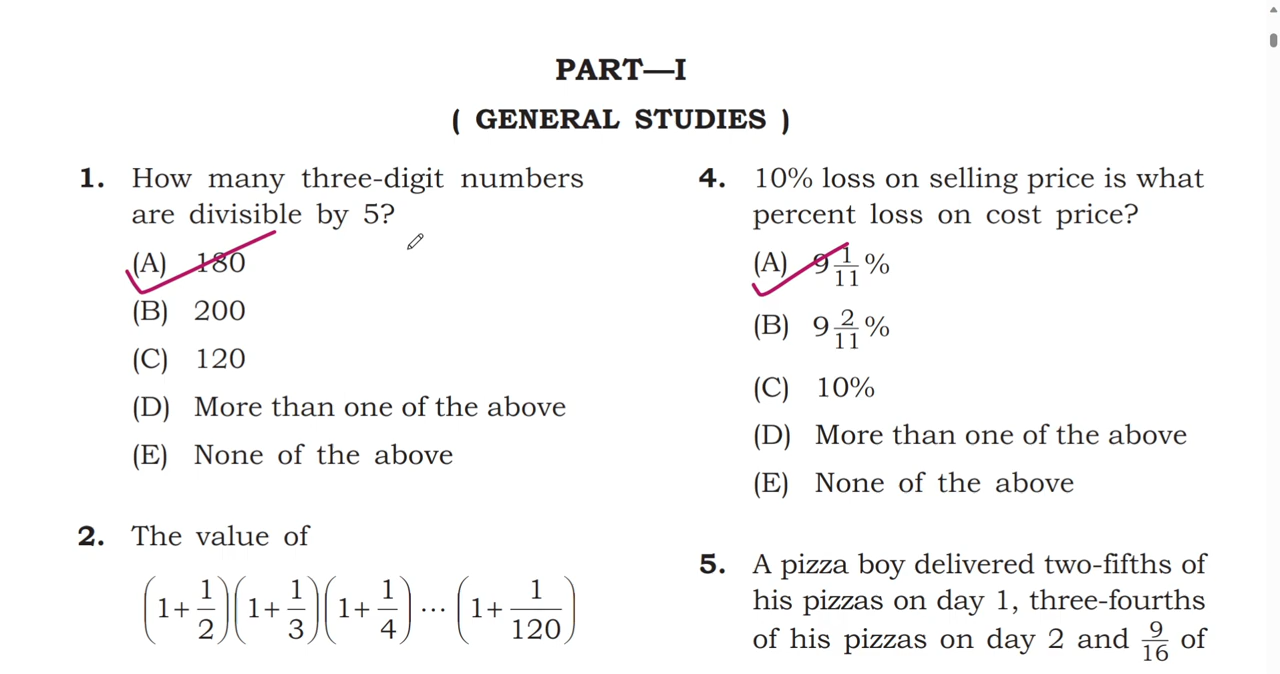 PART—I
( GENERAL STUDIES )
1. How many three-digit numbers
are divisible by 5?
(A) 180
(B) 200
(C) 120
(D) More than one of the above
(E) None of the above
2. The value of
(1+1/2)(1+1/3)(1+1/4)...(1+1/120)
4. 10% loss on selling price is what
percent loss on cost price?
(A) 9 1/11 %
(B) 9 2/11 %
(C) 10%
(D) More than one of the above
(E) None of the above
5. A pizza boy delivered two-fifths of
his pizzas on day 1, three-fourths
of his pizzas on day 2 and 9/16 of